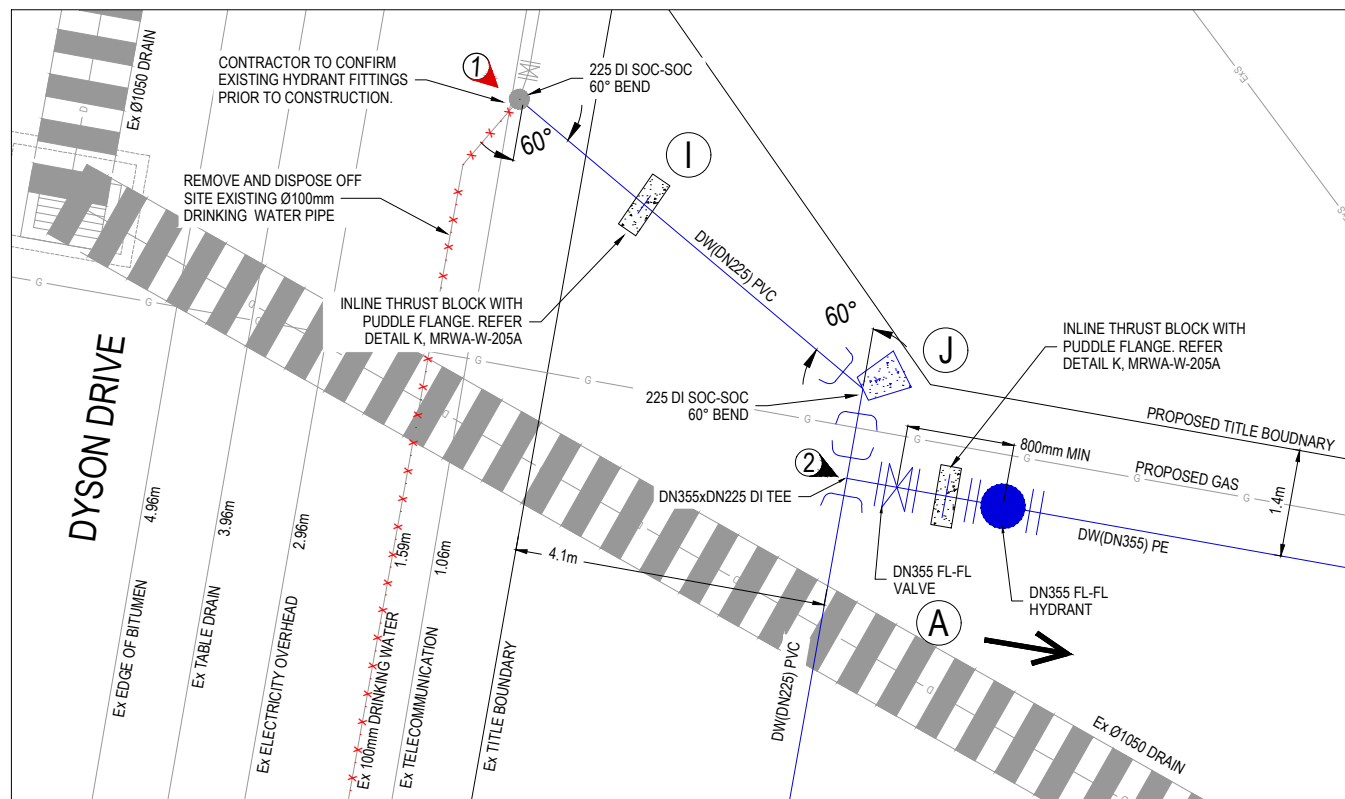 Ex Ø1050 DRAIN
D
CONTRACTOR TO CONFIRM
EXISTING HYDRANT FITTINGS
PRIOR TO CONSTRUCTION.
1
225 DI SOC-SOC
60° BEND
60°
I
REMOVE AND DISPOSE OFF
SITE EXISTING Ø100mm
DRINKING  WATER PIPE
INLINE THRUST BLOCK WITH
PUDDLE FLANGE. REFER
DETAIL K, MRWA-W-205A
DW(DN225) PVC
60°
J
225 DI SOC-SOC
60° BEND
INLINE THRUST BLOCK WITH
PUDDLE FLANGE. REFER
DETAIL K, MRWA-W-205A
800mm MIN
PROPOSED TITLE BOUDNARY
PROPOSED GAS
1.4m
2
DN355xDN225 DI TEE
DW(DN355) PE
DN355 FL-FL
VALVE
DN355 FL-FL
HYDRANT
A
DYSON DRIVE
4.96m
3.96m
2.96m
1.59m
1.06m
4.1m
Ex EDGE OF BITUMEN
Ex TABLE DRAIN
Ex ELECTRICITY OVERHEAD
Ex 100mm DRINKING WATER
Ex TELECOMMUNICATION
Ex TITLE BOUNDARY
DW(DN225) PVC
Ex Ø1050 DRAIN
G
G
G
G
G
G
G
G
G
G
D
D
D
D
ExS